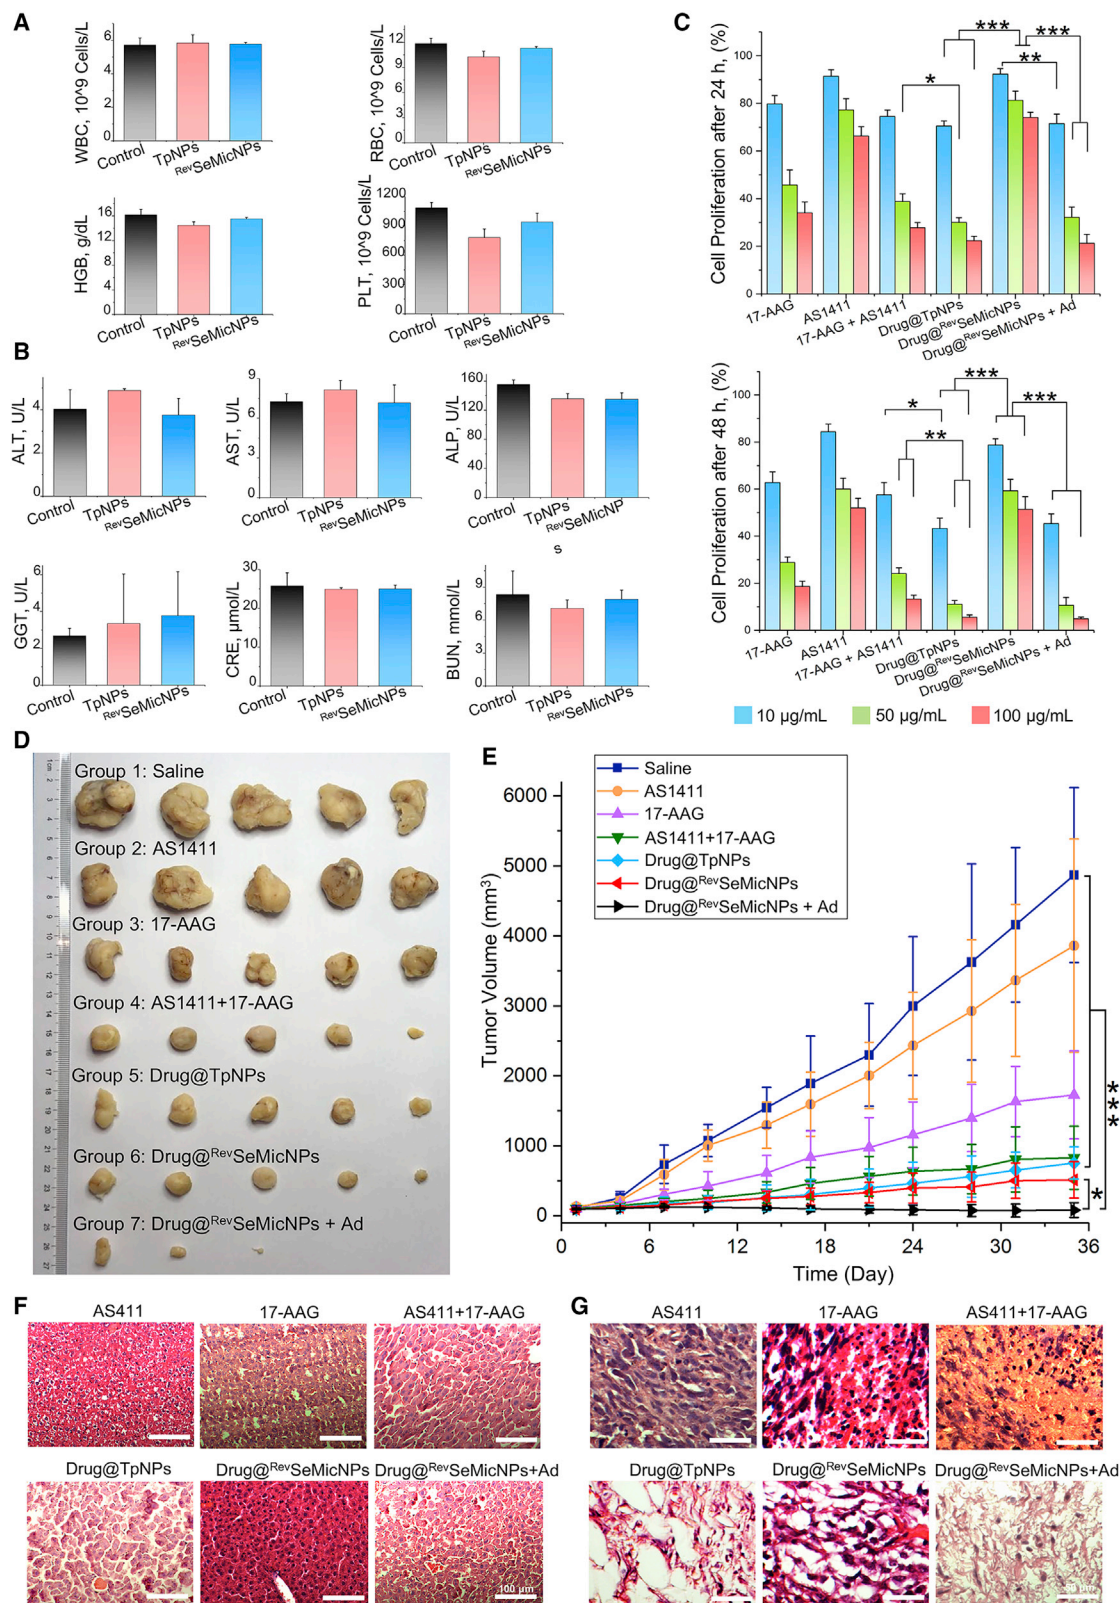 A
WBC, 10^9 Cells/L
6
4
2
0
Control
TpNPs
RevSeMicNPs
RBC, 10^9 Cells/L
12
9
6
3
0
Control
TpNPs
RevSeMicNPs
HGB, g/dL
16
12
8
4
0
Control
TpNPs
RevSeMicNPs
PLT, 10^9 Cells/L
1200
900
600
300
0
Control
TpNPs
RevSeMicNPs
B
ALT, U/L
4
2
0
Control
TpNPs
RevSeMicNPs
AST, U/L
9
6
3
0
Control
TpNPs
RevSeMicNPs
ALP, U/L
160
120
80
40
0
Control
TpNPs
RevSeMicNP
s
GGT, U/L
6
4
2
0
Control
TpNPs
RevSeMicNPs
CRE, µmol/L
30
20
10
0
Control
TpNPs
RevSeMicNPs
BUN, mmol/L
9
6
3
0
Control
TpNPs
RevSeMicNPs
C
Cell Proliferation after 24 h, (%)
100
80
60
40
20
0
*
***
**
***
17-AAG
AS1411
17-AAG + AS1411
Drug@TpNPs
Drug@RevSeMicNPs
Drug@RevSeMicNPs + Ad
Cell Proliferation after 48 h, (%)
100
80
60
40
20
0
*
**
***
***
17-AAG
AS1411
17-AAG + AS1411
Drug@TpNPs
Drug@RevSeMicNPs
Drug@RevSeMicNPs + Ad
10 µg/mL
50 µg/mL
100 µg/mL
D
Group 1: Saline
Group 2: AS1411
Group 3: 17-AAG
Group 4: AS1411+17-AAG
Group 5: Drug@TpNPs
Group 6: Drug@RevSeMicNPs
Group 7: Drug@RevSeMicNPs + Ad
E
Saline
AS1411
17-AAG
AS1411+17-AAG
Drug@TpNPs
Drug@RevSeMicNPs
Drug@RevSeMicNPs + Ad
Tumor Volume (mm³)
6000
5000
4000
3000
2000
1000
0
***
*
0 6 12 18 24 30 36
Time (Day)
F
AS411
17-AAG
AS411+17-AAG
Drug@TpNPs
Drug@RevSeMicNPs
Drug@RevSeMicNPs+Ad
100 µm
G
AS411
17-AAG
AS411+17-AAG
Drug@TpNPs
Drug@RevSeMicNPs
Drug@RevSeMicNPs+Ad
50 µm